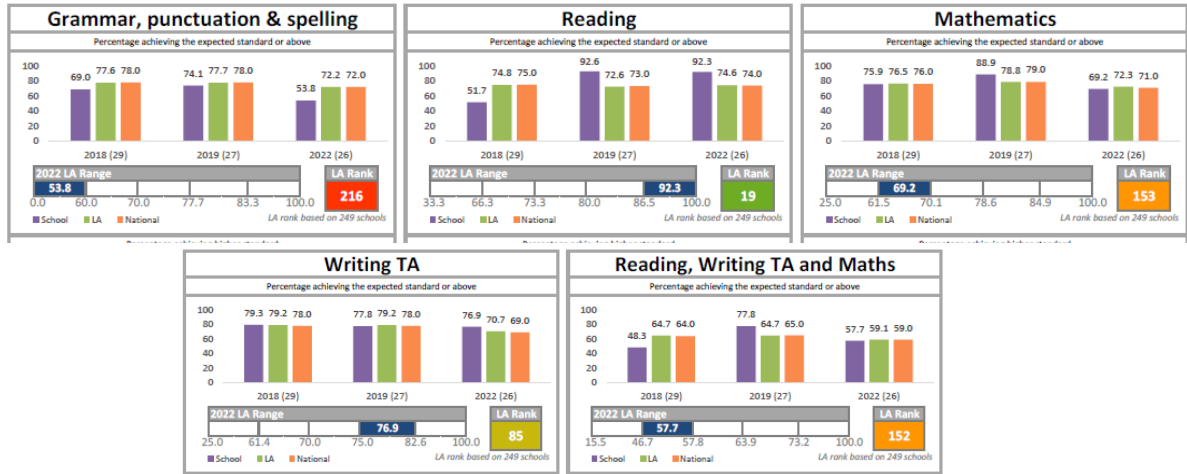 Grammar, punctuation & spelling
Percentage achieving the expected standard or above
100
80
60
40
20
0
69.0 77.6 78.0
74.1 77.7 78.0
53.8 72.2 72.0
2018 (29) 2019 (27) 2022 (26)
2022 LA Range LA Rank
53.8
216
0.0 60.0 70.0 77.7 83.3 100.0
School LA National
LA rank based on 249 schools
Reading
Percentage achieving the expected standard or above
100
80
60
40
20
0
51.7 74.8 75.0
92.6 72.6 73.0
92.3 74.6 74.0
2018 (29) 2019 (27) 2022 (26)
2022 LA Range LA Rank
92.3
19
33.3 66.3 73.3 80.0 86.5 100.0
School LA National
LA rank based on 249 schools
Percentage achieving higher standard
Mathematics
Percentage achieving the expected standard or above
100
80
60
40
20
0
75.9 76.5 76.0
88.9 78.8 79.0
69.2 72.3 71.0
2018 (29) 2019 (27) 2022 (26)
2022 LA Range LA Rank
69.2
153
25.0 61.5 70.1 78.6 84.9 100.0
School LA National
LA rank based on 249 schools
Percentage achieving higher standard
Writing TA
Percentage achieving the expected standard or above
100
80
60
40
20
0
79.3 79.2 78.0
77.8 79.2 78.0
76.9 70.7 69.0
2018 (29) 2019 (27) 2022 (26)
2022 LA Range LA Rank
76.9
85
25.0 61.4 70.0 75.0 82.6 100.0
School LA National
LA rank based on 249 schools
Reading, Writing TA and Maths
Percentage achieving the expected standard or above
100
80
60
40
20
0
48.3 64.7 64.0
77.8 64.7 65.0
57.7 59.1 59.0
2018 (29) 2019 (27) 2022 (26)
2022 LA Range LA Rank
57.7
152
15.5 46.7 57.8 63.9 73.2 100.0
School LA National
LA rank based on 249 schools